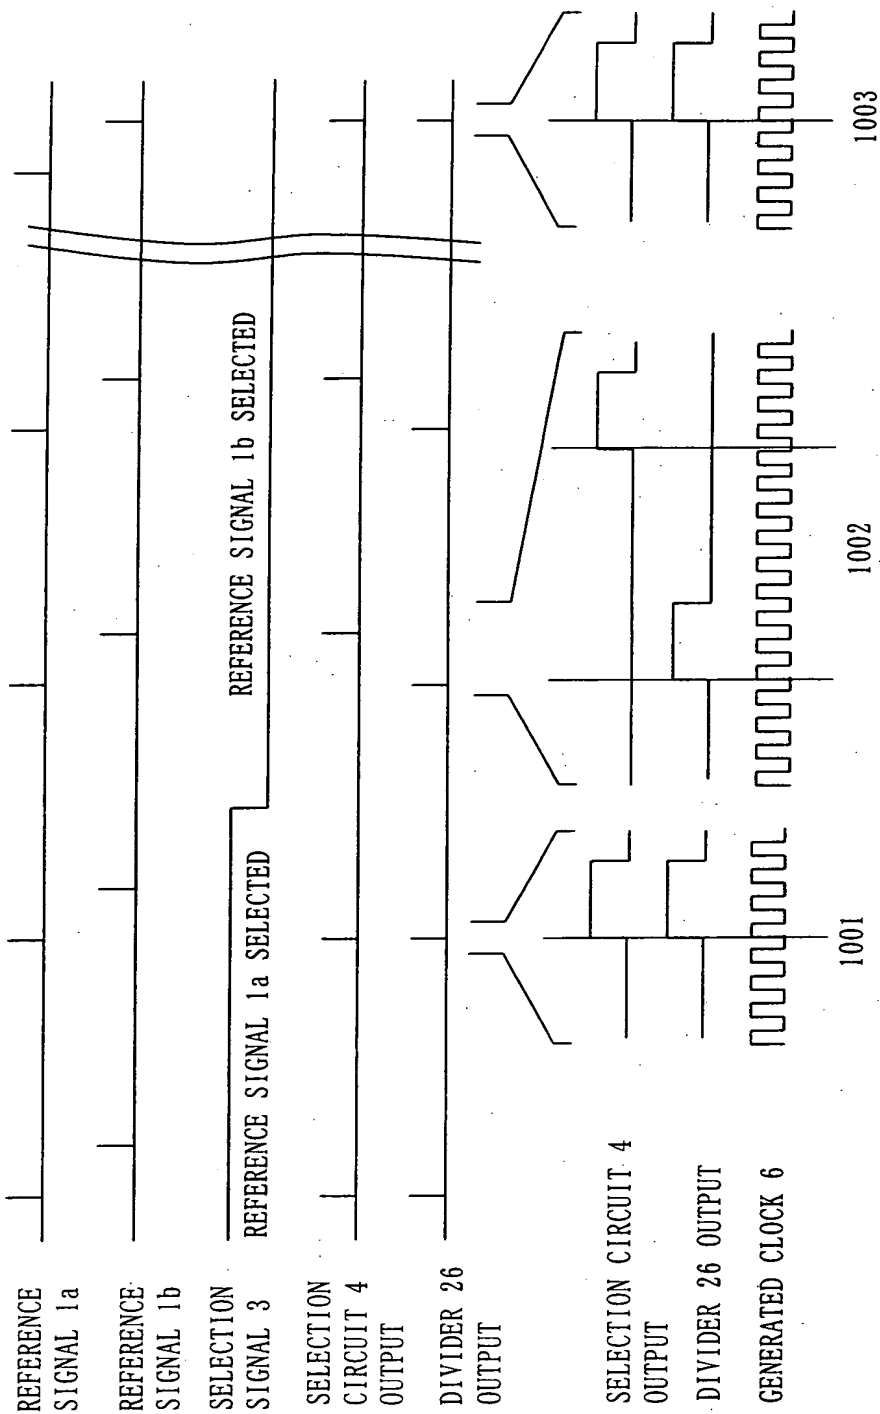 REFERENCE
SIGNAL 1a
REFERENCE
SIGNAL 1b
SELECTION
SIGNAL 3
REFERENCE SIGNAL 1a SELECTED
REFERENCE SIGNAL 1b SELECTED
SELECTION
CIRCUIT 4
OUTPUT
DIVIDER 26
OUTPUT
SELECTION CIRCUIT 4
OUTPUT
DIVIDER 26 OUTPUT
GENERATED CLOCK 6
1001
1002
1003